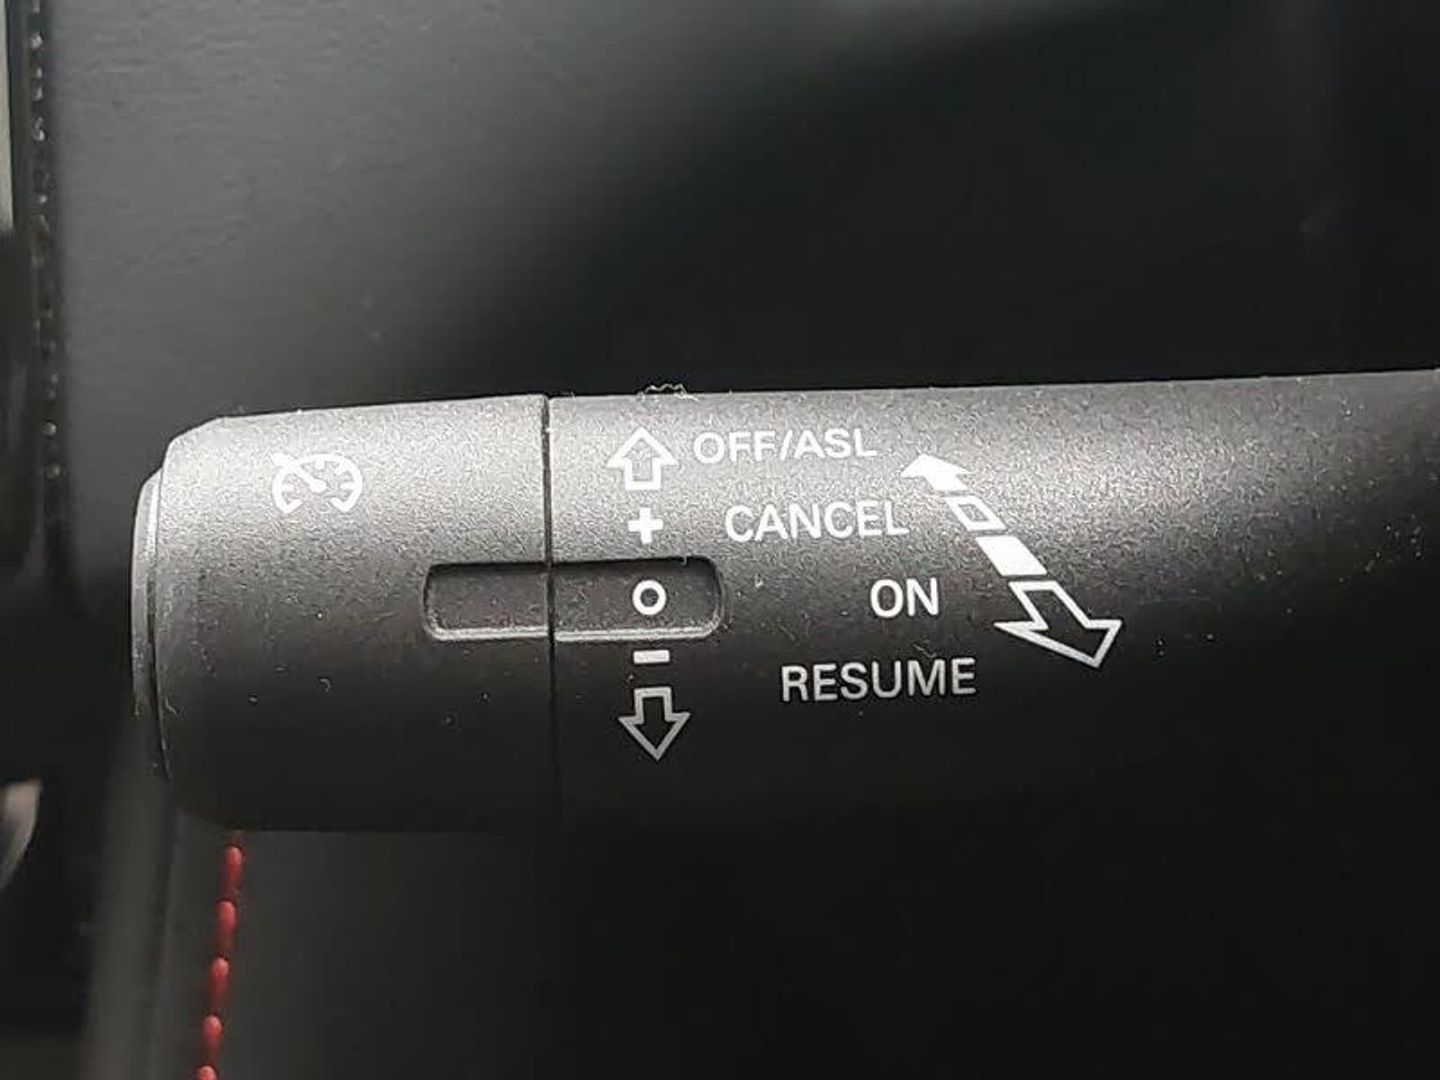 OFF/ASL
+ CANCEL
O ON
– RESUME